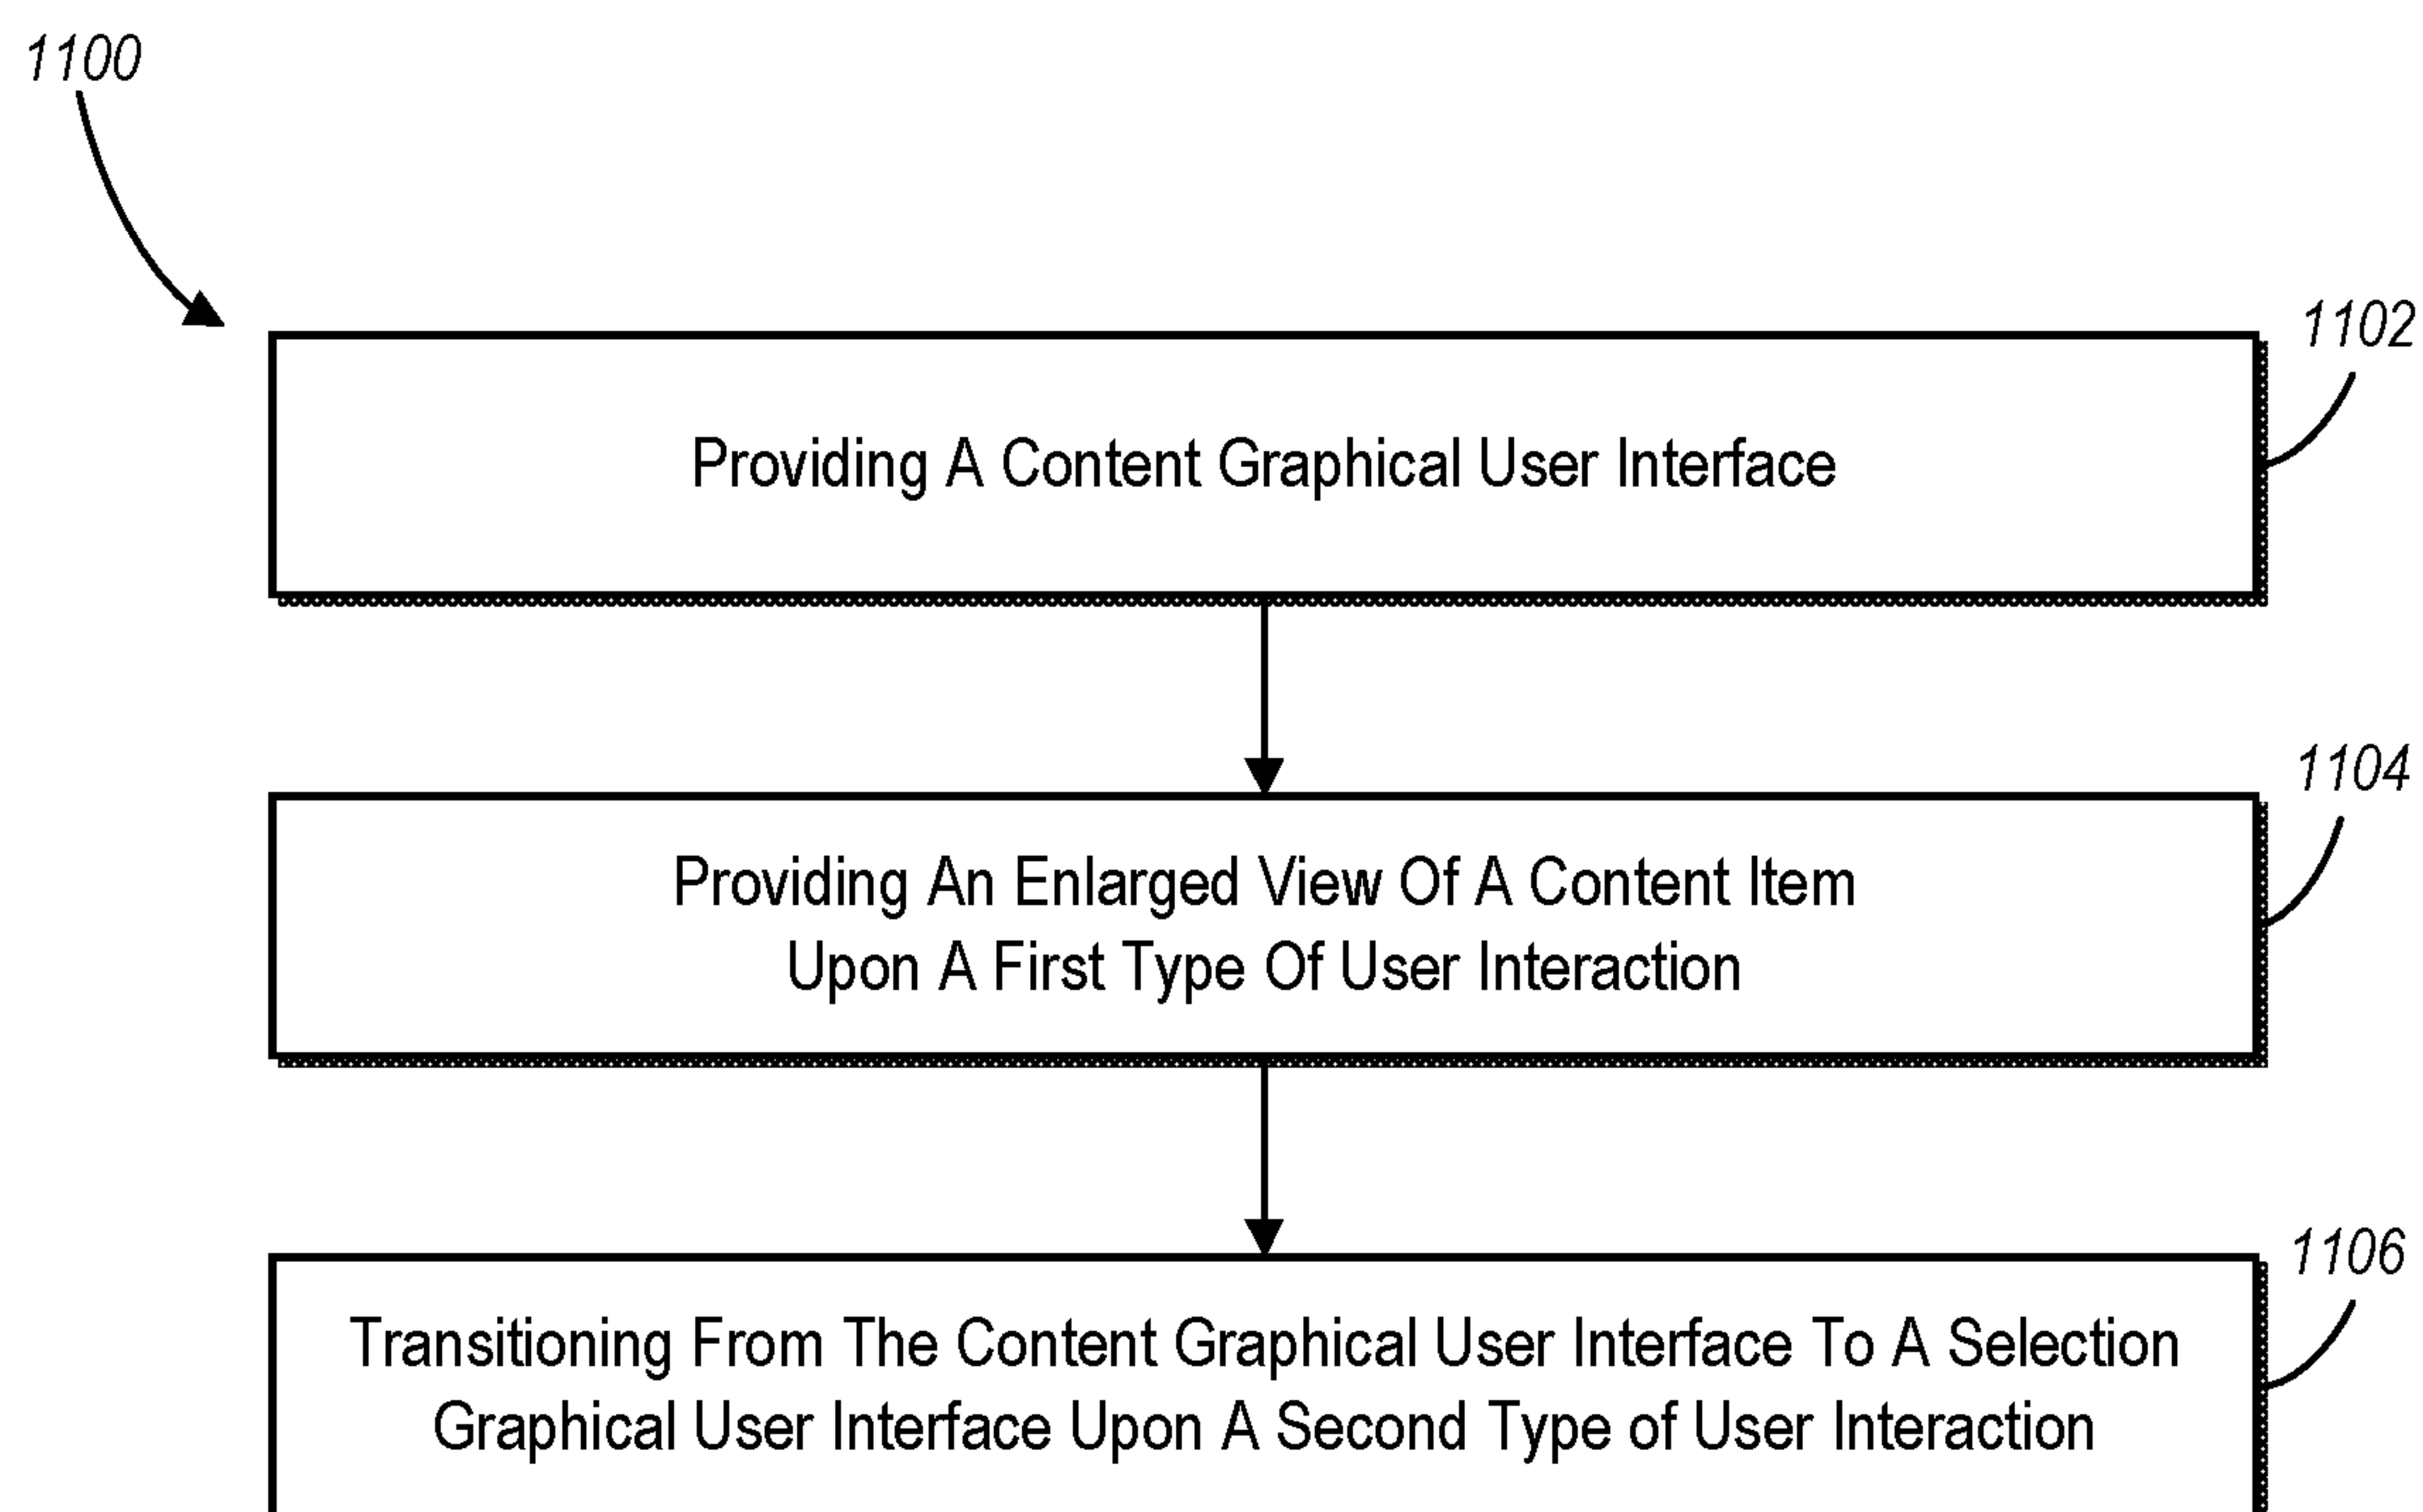 1100
1102
Providing A Content Graphical User Interface
1104
Providing An Enlarged View Of A Content Item
Upon A First Type Of User Interaction
1106
Transitioning From The Content Graphical User Interface To A Selection
Graphical User Interface Upon A Second Type of User Interaction